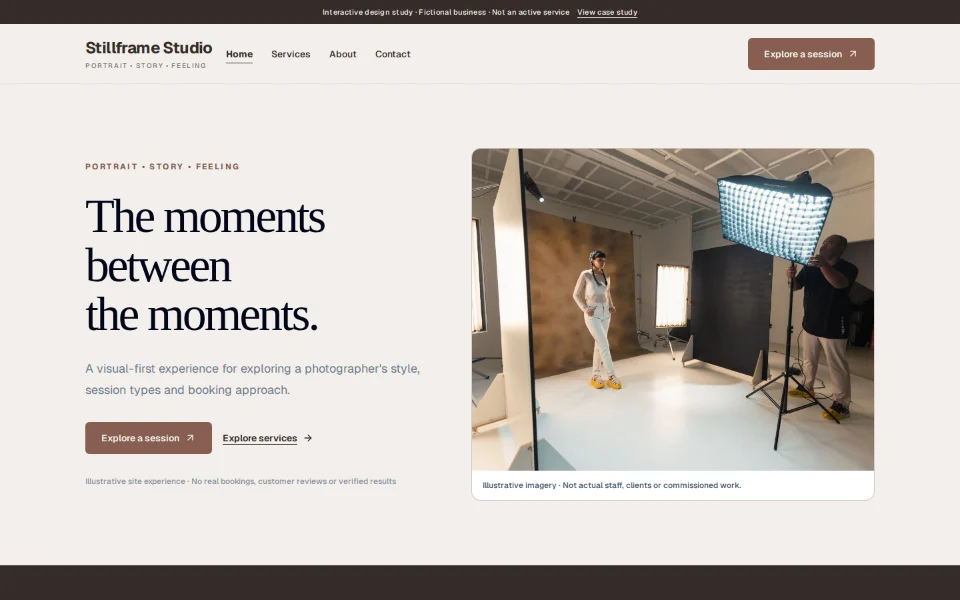 Interactive design study · Fictional business · Not an active service View case study
Stillframe Studio
PORTRAIT • STORY • FEELING
Home Services About Contact
Explore a session ↗
PORTRAIT • STORY • FEELING
The moments
between
the moments.
A visual-first experience for exploring a photographer's style,
session types and booking approach.
Explore a session ↗ Explore services →
Illustrative site experience · No real bookings, customer reviews or verified results
Illustrative imagery · Not actual staff, clients or commissioned work.